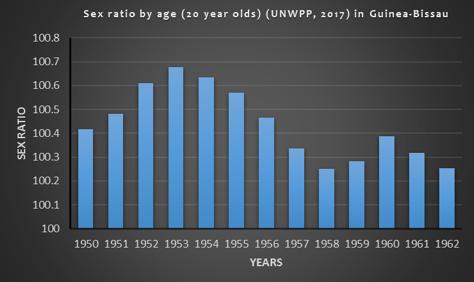 Sex ratio by age (20 year olds) (UNWPP, 2017) in Guinea-Bissau
100.8
100.7
100.6
100.5
100.4
100.3
100.2
100.1
100
SEX RATIO
1950 1951 1952 1953 1954 1955 1956 1957 1958 1959 1960 1961 1962
YEARS